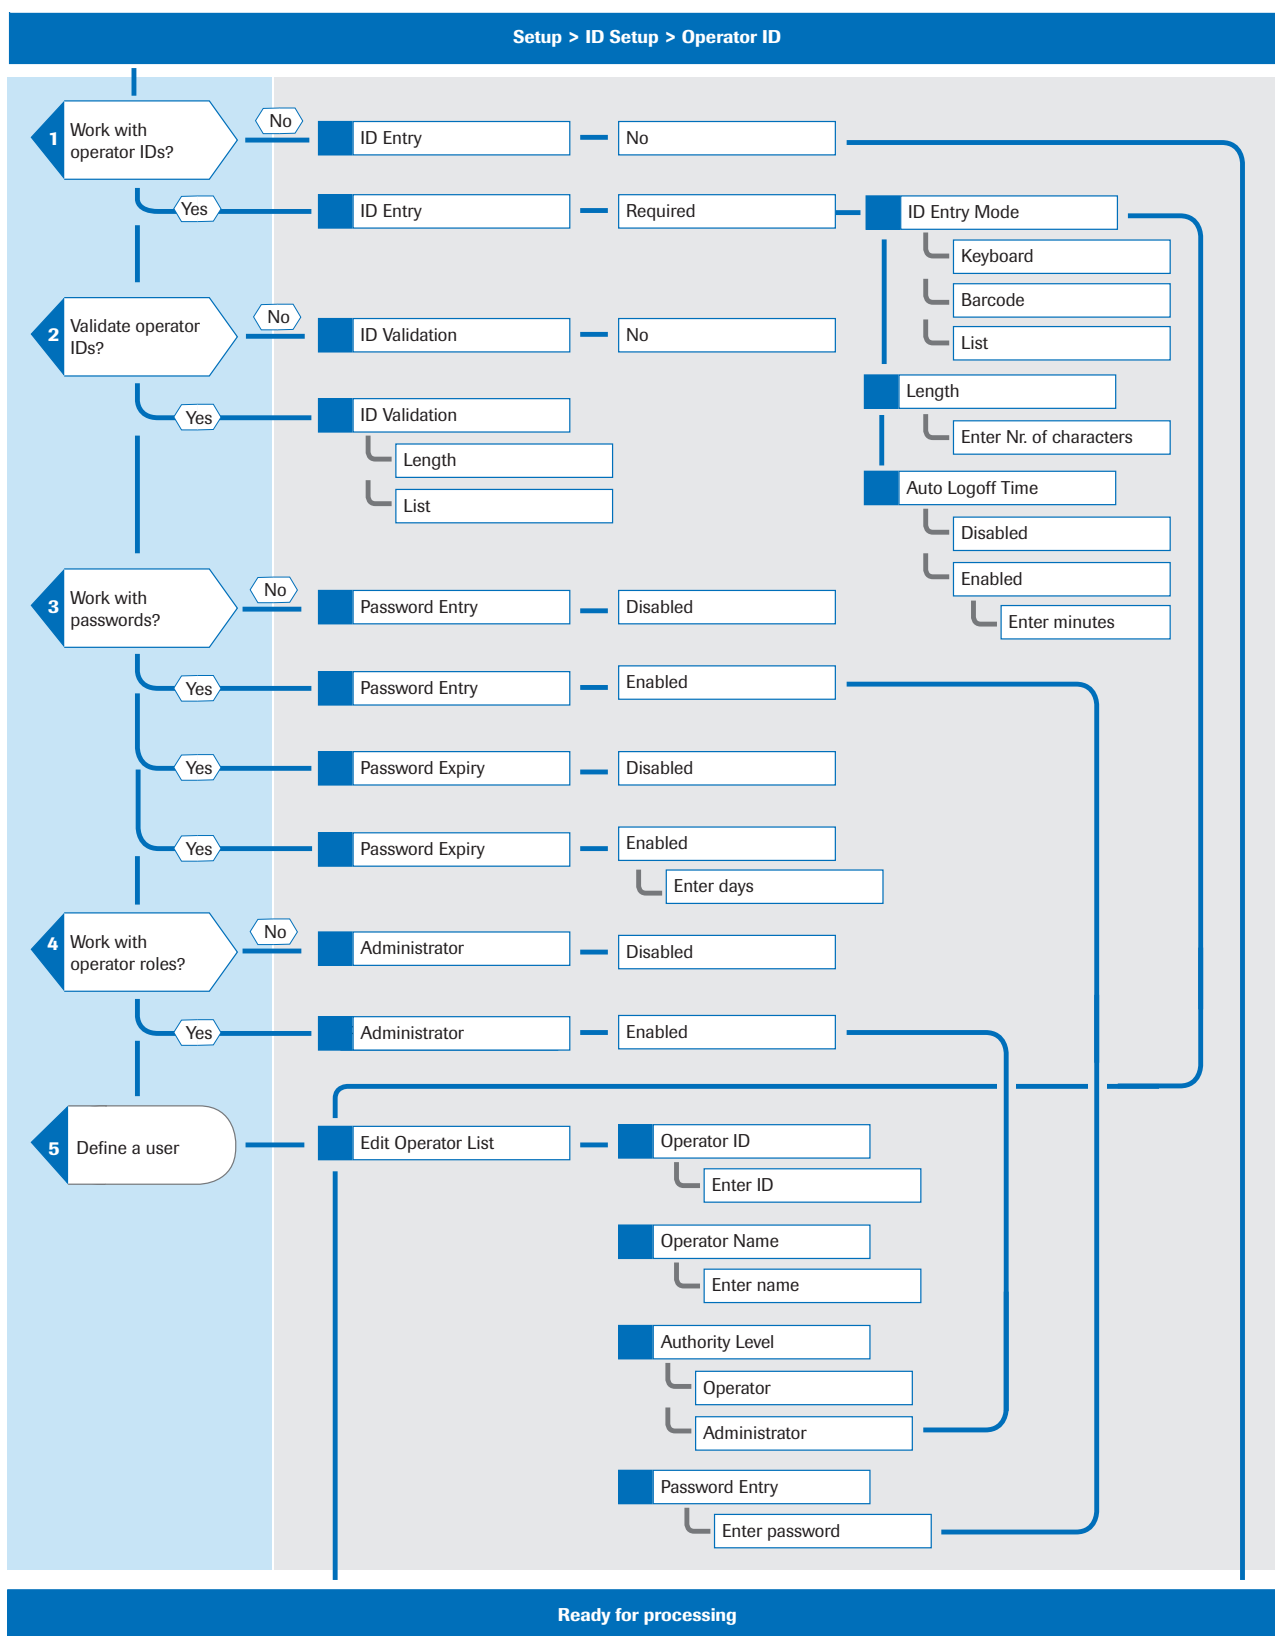 Setup > ID Setup > Operator ID
1
Work with
operator IDs?
No
ID Entry
No
Yes
ID Entry
Required
ID Entry Mode
Keyboard
Barcode
List
2
Validate operator
IDs?
No
ID Validation
No
Length
Enter Nr. of characters
Yes
ID Validation
Length
List
Auto Logoff Time
Disabled
Enabled
Enter minutes
3
Work with
passwords?
No
Password Entry
Disabled
Yes
Password Entry
Enabled
Yes
Password Expiry
Disabled
Yes
Password Expiry
Enabled
Enter days
4
Work with
operator roles?
No
Administrator
Disabled
Yes
Administrator
Enabled
5
Define a user
Edit Operator List
Operator ID
Enter ID
Operator Name
Enter name
Authority Level
Operator
Administrator
Password Entry
Enter password
Ready for processing